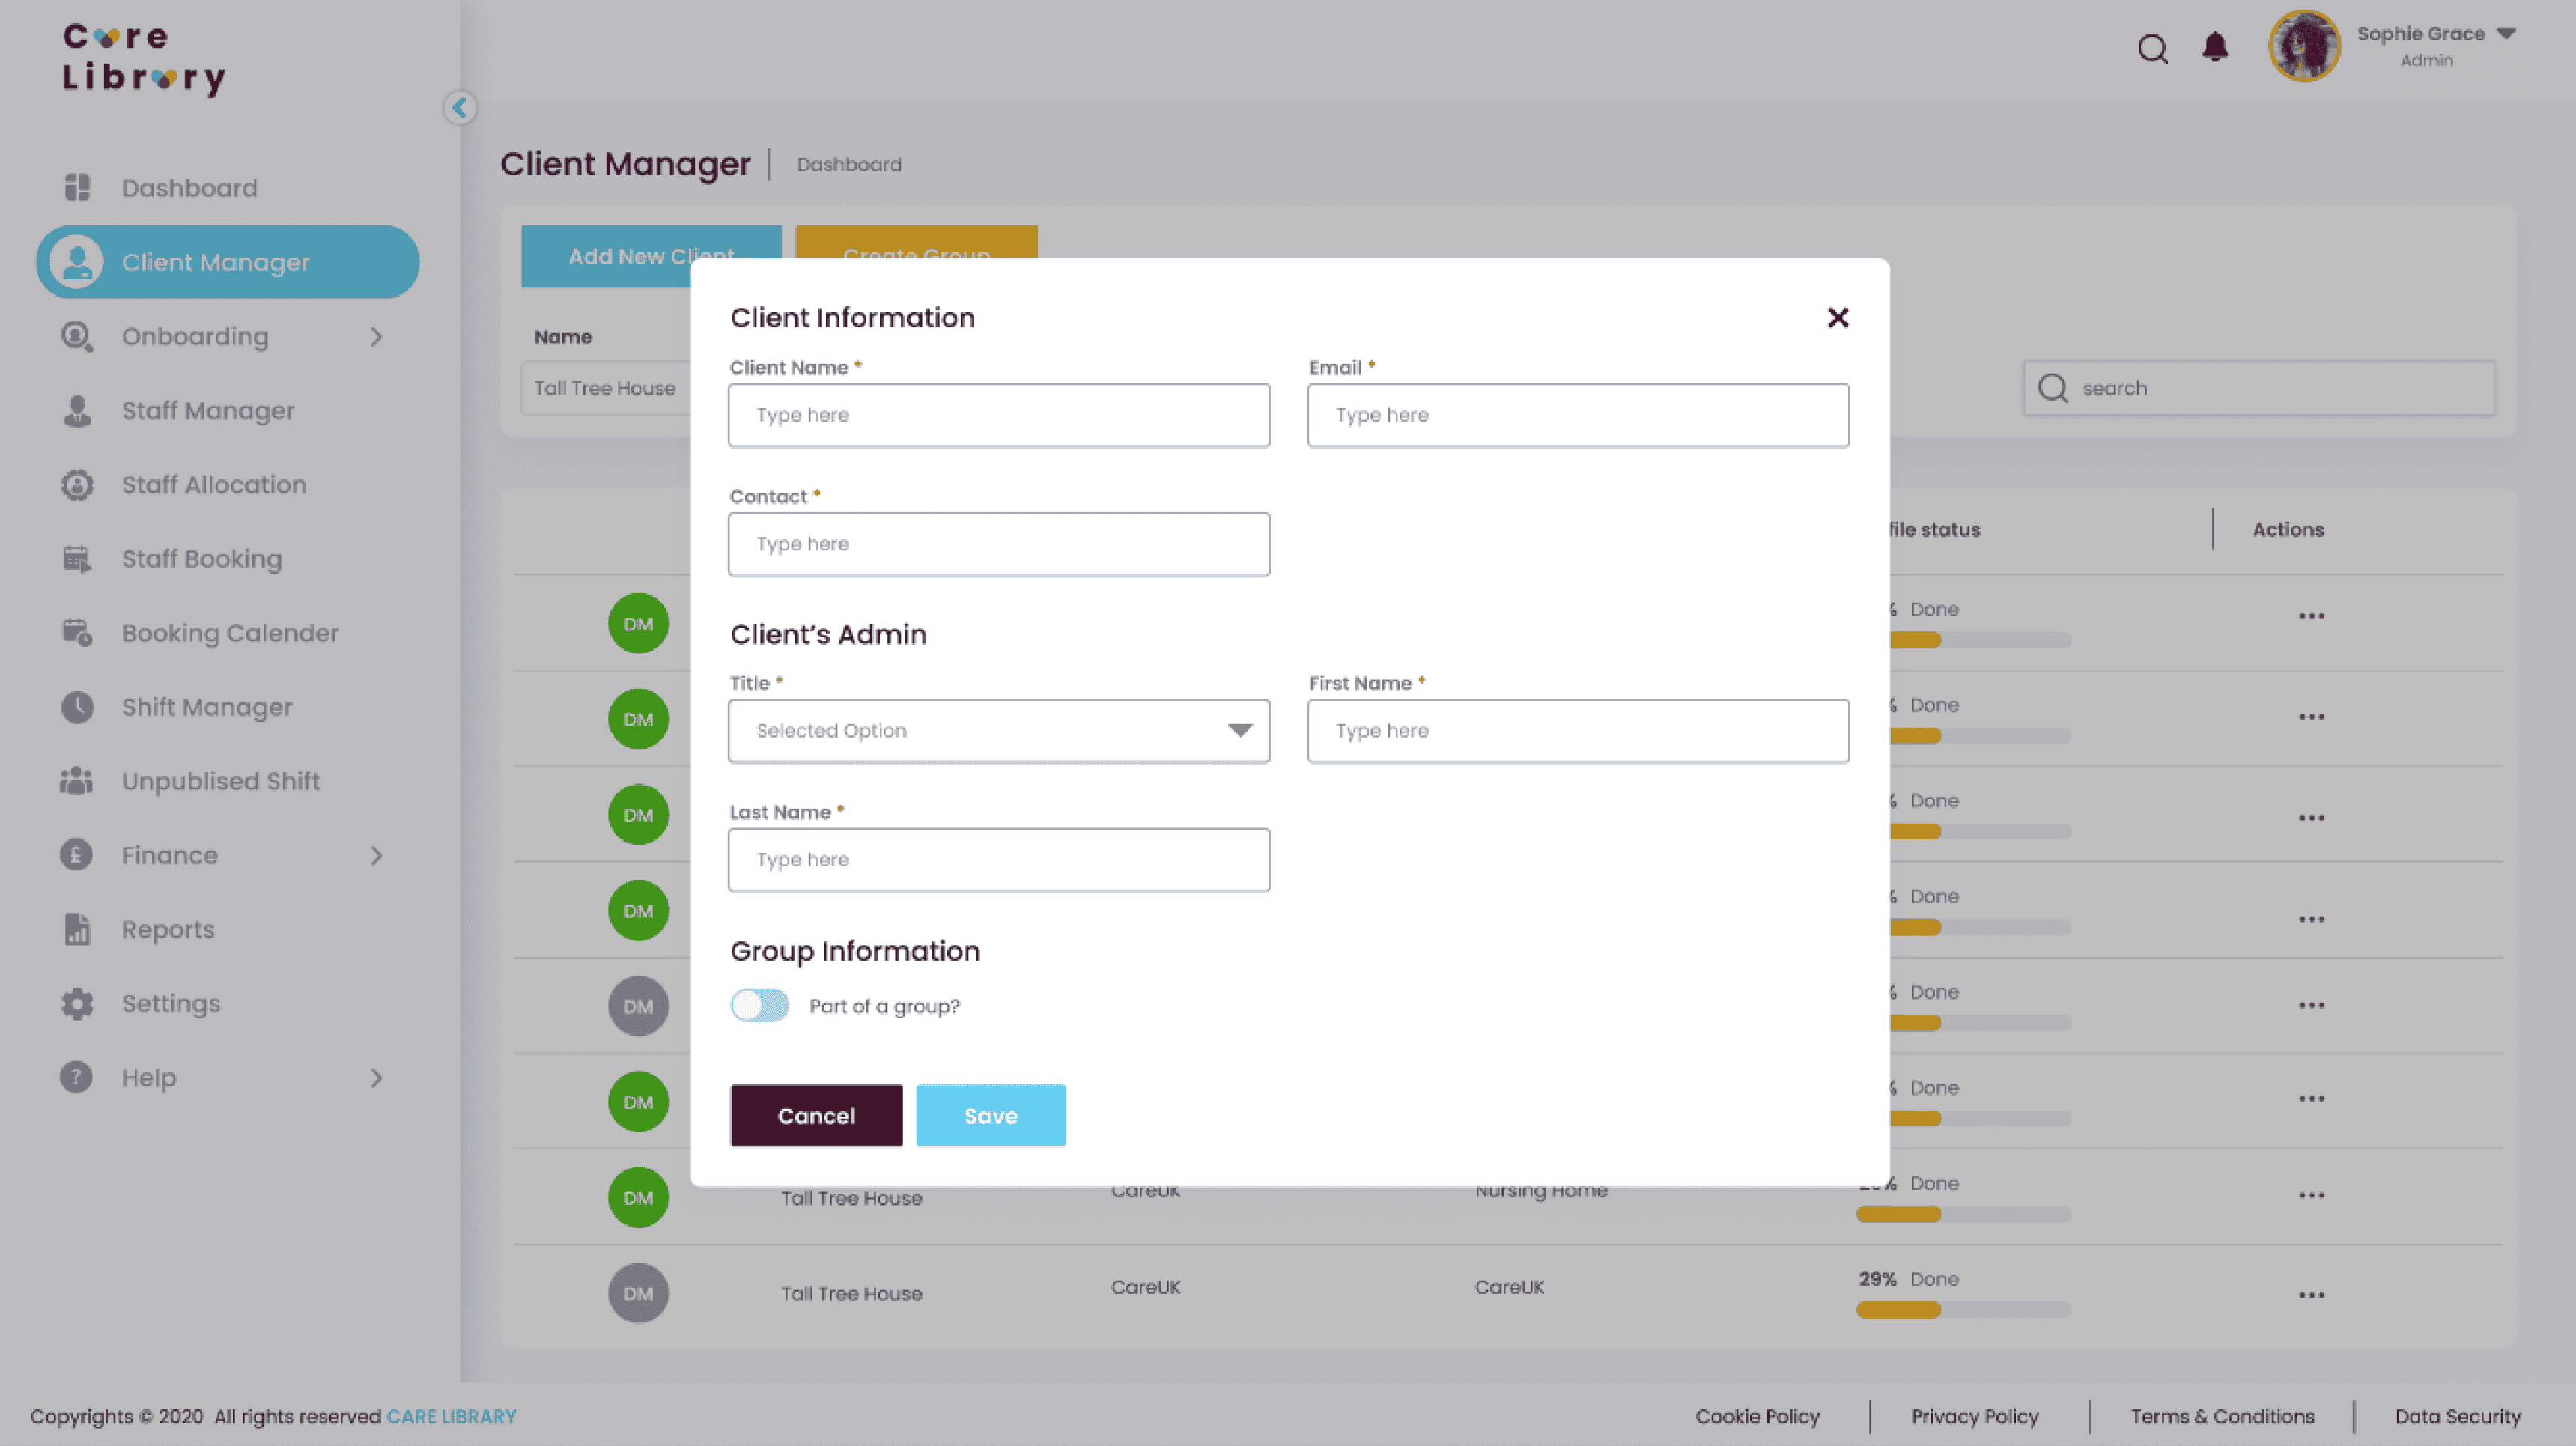 Care
Library
Sophie Grace
Admin
Client Manager
Dashboard
Dashboard
Client Manager
Onboarding
Staff Manager
Staff Allocation
Staff Booking
Booking Calender
Shift Manager
Unpublised Shift
£ Finance
Reports
Settings
? Help
Add New Client
Create Group
Name
Tall Tree House
search
file status
Actions
Client Information
Client Name *
Email *
Type here
Type here
Contact *
Type here
Client's Admin
Title *
First Name *
Selected Option
Type here
Last Name *
Type here
Group Information
Part of a group?
Cancel
Save
DM
% Done
DM
% Done
DM
% Done
DM
% Done
DM
% Done
DM
% Done
DM
Tall Tree House
CareUK
Nursing Home
% Done
DM
Tall Tree House
CareUK
CareUK
29% Done
Copyrights © 2020 All rights reserved CARE LIBRARY
Cookie Policy
Privacy Policy
Terms & Conditions
Data Security